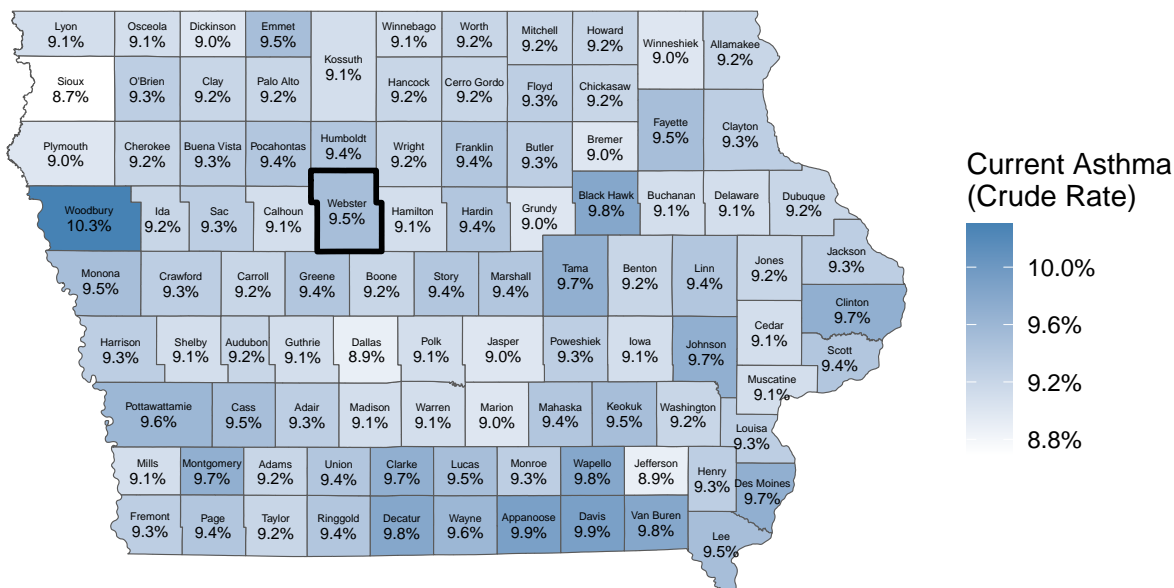 Lyon
9.1%
Osceola
9.1%
Dickinson
9.0%
Emmet
9.5%
Kossuth
9.1%
Winnebago
9.1%
Worth
9.2%
Mitchell
9.2%
Howard
9.2%
Winneshiek
9.0%
Allamakee
9.2%
Sioux
8.7%
O'Brien
9.3%
Clay
9.2%
Palo Alto
9.2%
Hancock
9.2%
Cerro Gordo
9.2%
Floyd
9.3%
Chickasaw
9.2%
Fayette
9.5%
Clayton
9.3%
Plymouth
9.0%
Cherokee
9.2%
Buena Vista
9.3%
Pocahontas
9.4%
Humboldt
9.4%
Wright
9.2%
Franklin
9.4%
Butler
9.3%
Bremer
9.0%
Woodbury
10.3%
Ida
9.2%
Sac
9.3%
Calhoun
9.1%
Webster
9.5%
Hamilton
9.1%
Hardin
9.4%
Grundy
9.0%
Black Hawk
9.8%
Buchanan
9.1%
Delaware
9.1%
Dubuque
9.2%
Monona
9.5%
Crawford
9.3%
Carroll
9.2%
Greene
9.4%
Boone
9.2%
Story
9.4%
Marshall
9.4%
Tama
9.7%
Benton
9.2%
Linn
9.4%
Jones
9.2%
Jackson
9.3%
Clinton
9.7%
Harrison
9.3%
Shelby
9.1%
Audubon
9.2%
Guthrie
9.1%
Dallas
8.9%
Polk
9.1%
Jasper
9.0%
Poweshiek
9.3%
Iowa
9.1%
Johnson
9.7%
Cedar
9.1%
Scott
9.4%
Muscatine
9.1%
Pottawattamie
9.6%
Cass
9.5%
Adair
9.3%
Madison
9.1%
Warren
9.1%
Marion
9.0%
Mahaska
9.4%
Keokuk
9.5%
Washington
9.2%
Louisa
9.3%
Mills
9.1%
Montgomery
9.7%
Adams
9.2%
Union
9.4%
Clarke
9.7%
Lucas
9.5%
Monroe
9.3%
Wapello
9.8%
Jefferson
8.9%
Henry
9.3%
Des Moines
9.7%
Fremont
9.3%
Page
9.4%
Taylor
9.2%
Ringgold
9.4%
Decatur
9.8%
Wayne
9.6%
Appanoose
9.9%
Davis
9.9%
Van Buren
9.8%
Lee
9.5%
Current Asthma
(Crude Rate)
10.0%
9.6%
9.2%
8.8%